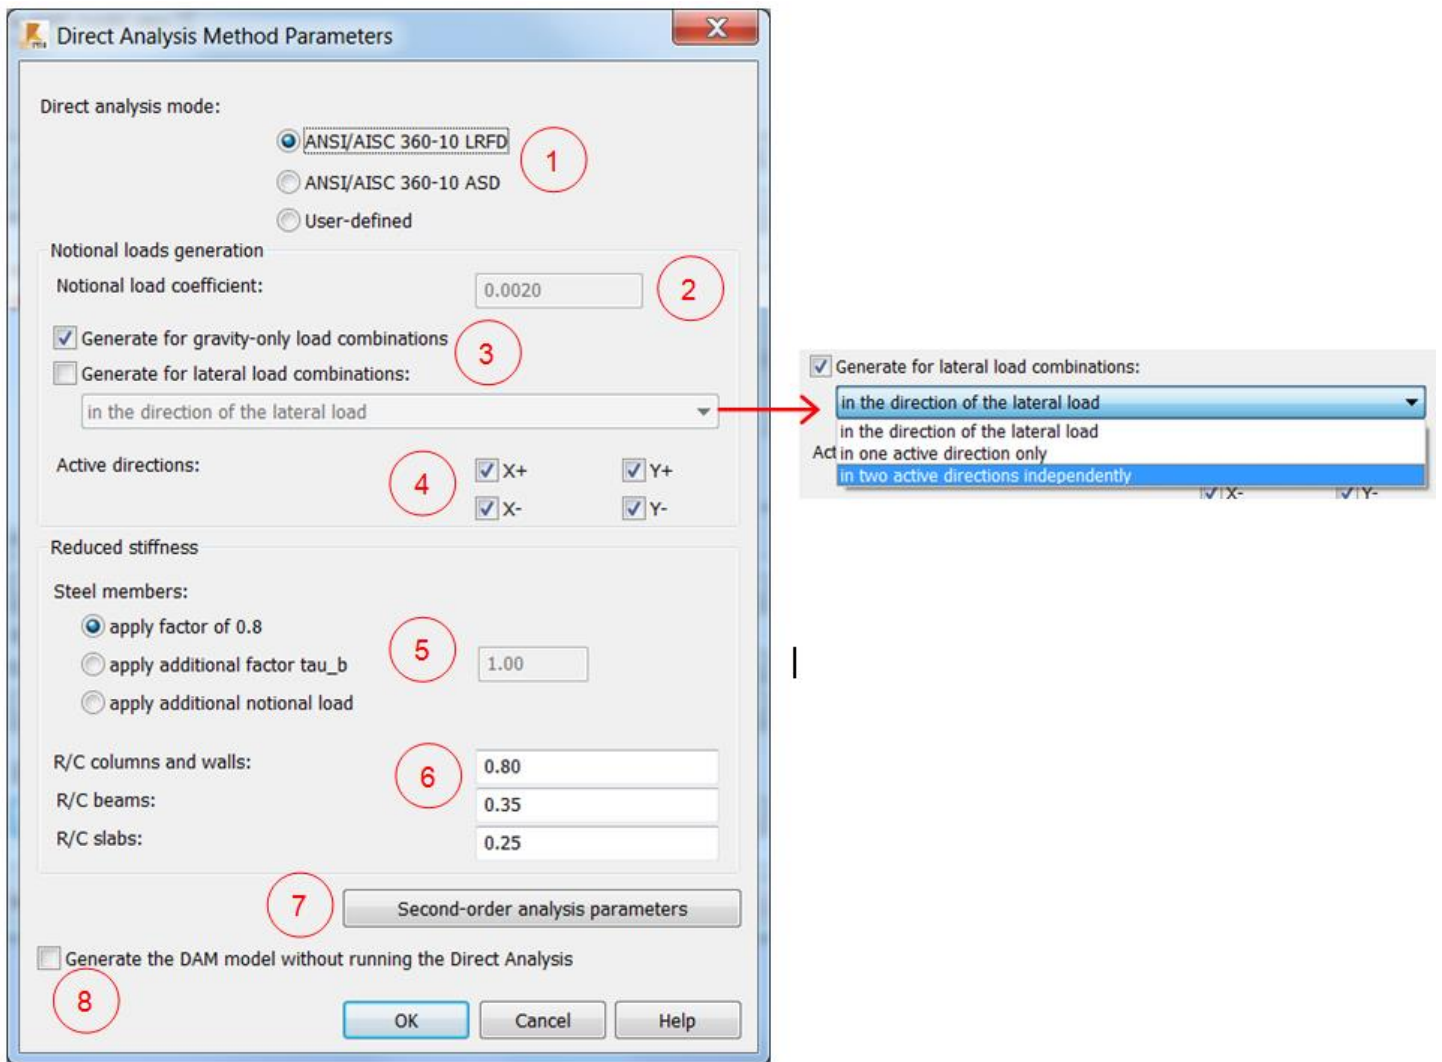 Direct Analysis Method Parameters
Direct analysis mode:
ANSI/AISC 360-10 LRFD
1
ANSI/AISC 360-10 ASD
User-defined
Notional loads generation
Notional load coefficient:
0.0020
2
Generate for gravity-only load combinations
3
Generate for lateral load combinations:
in the direction of the lateral load
Active directions:
4
X+
Y+
X-
Y-
Reduced stiffness
Steel members:
apply factor of 0.8
5
apply additional factor tau_b
1.00
apply additional notional load
R/C columns and walls:
6
0.80
R/C beams:
0.35
R/C slabs:
0.25
7
Second-order analysis parameters
Generate the DAM model without running the Direct Analysis
8
OK
Cancel
Help
Generate for lateral load combinations:
in the direction of the lateral load
in the direction of the lateral load
Act
in one active direction only
in two active directions independently
X-
Y-